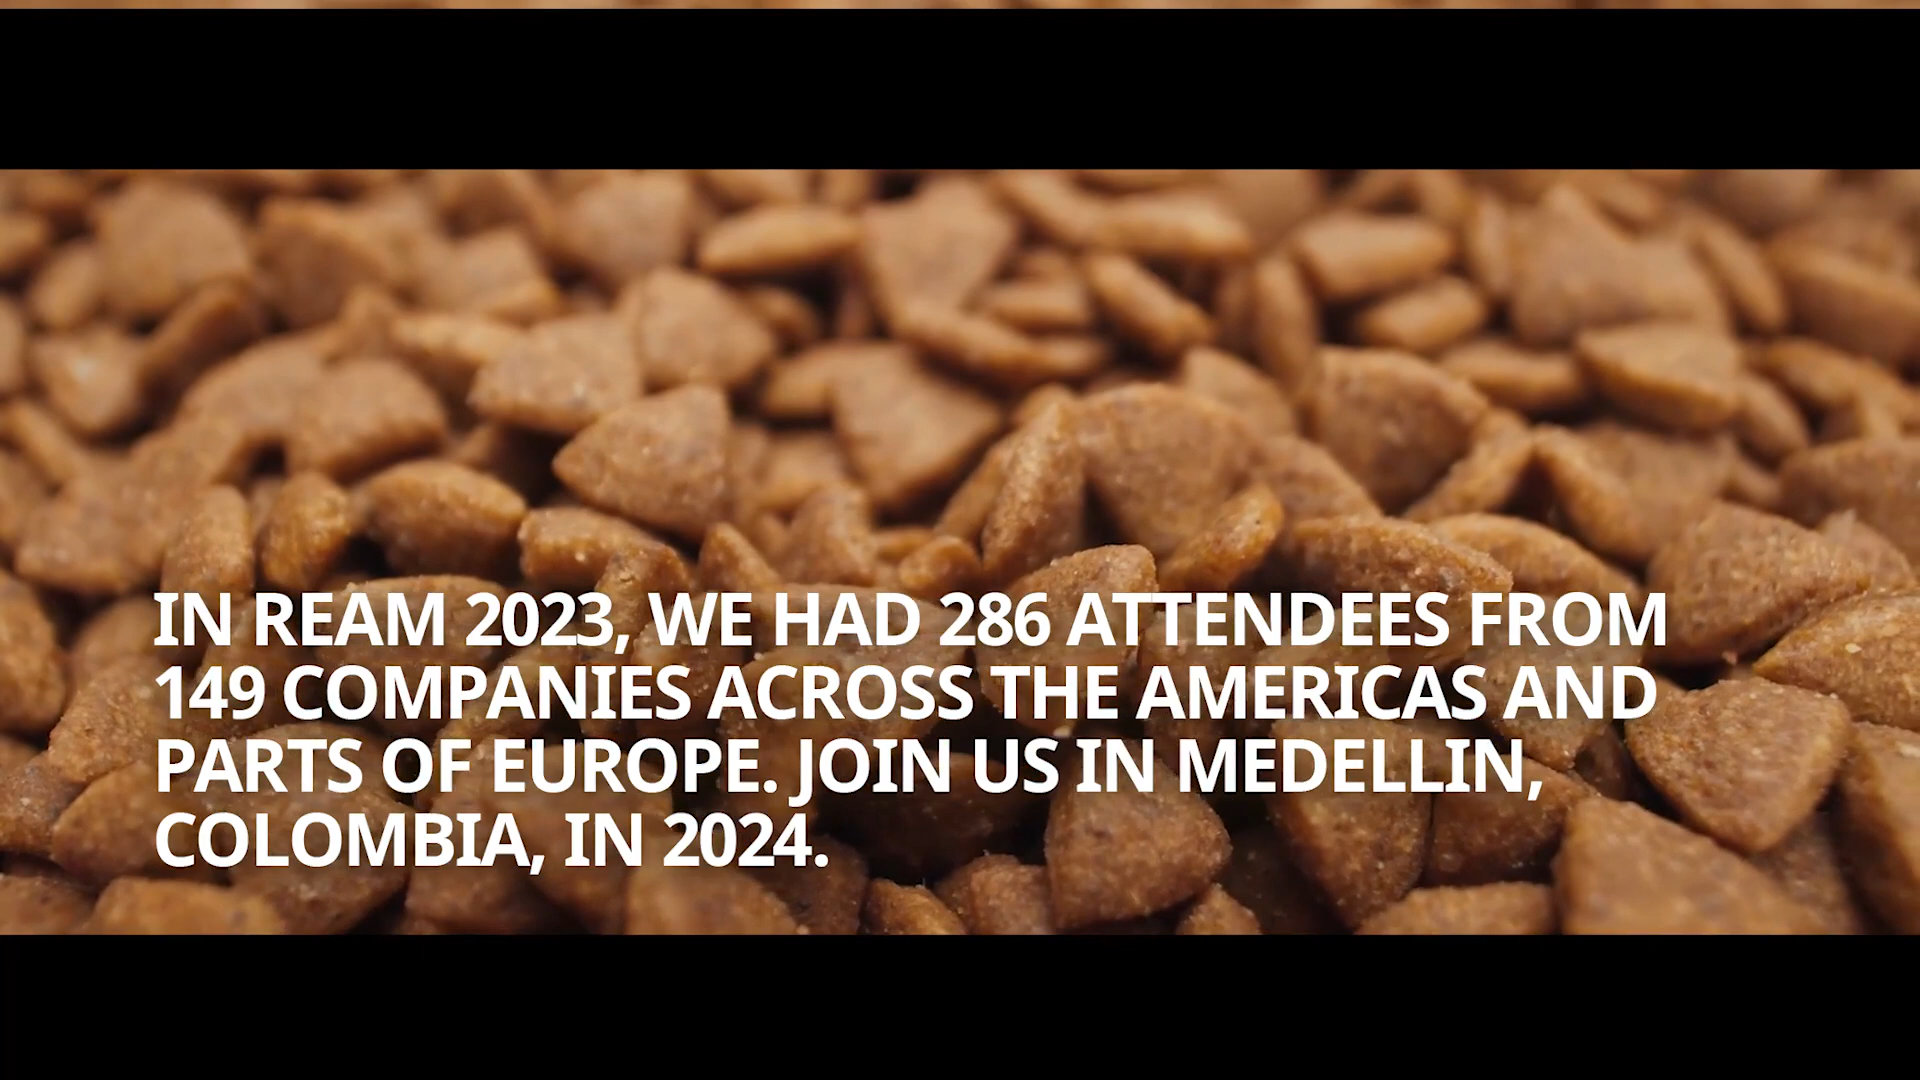 IN REAM 2023, WE HAD 286 ATTENDEES FROM
149 COMPANIES ACROSS THE AMERICAS AND
PARTS OF EUROPE. JOIN US IN MEDELLIN,
COLOMBIA, IN 2024.